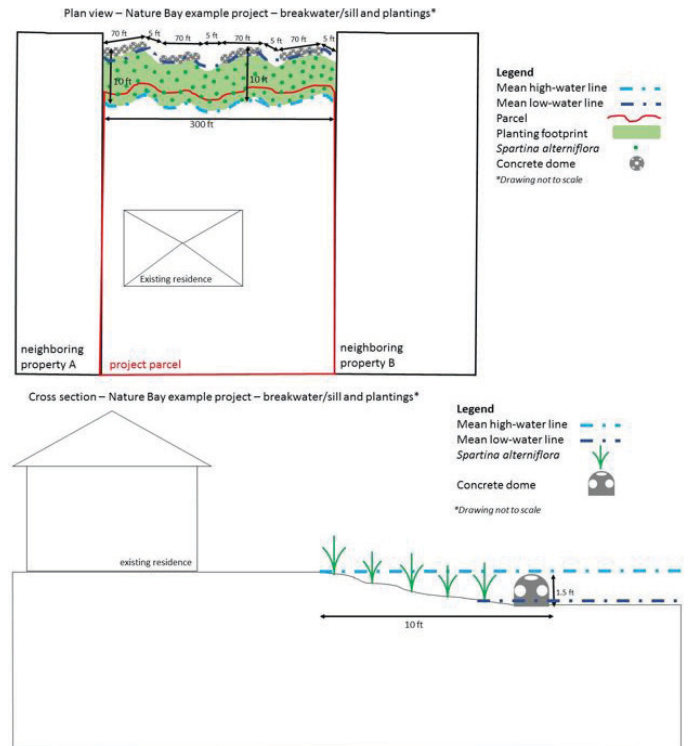 Plan view – Nature Bay example project – breakwater/sill and plantings*
70 ft 5 ft 70 ft 5 ft 70 ft 5 ft 70 ft 5 ft
10 ft 10 ft
300 ft
Existing residence
neighboring
property A
project parcel
neighboring
property B
Legend
Mean high-water line
Mean low-water line
Parcel
Planting footprint
Spartina alterniflora
Concrete dome
*Drawing not to scale
Cross section – Nature Bay example project – breakwater/sill and plantings*
Legend
Mean high-water line
Mean low-water line
Spartina alterniflora
Concrete dome
*Drawing not to scale
existing residence
1.5 ft
10 ft